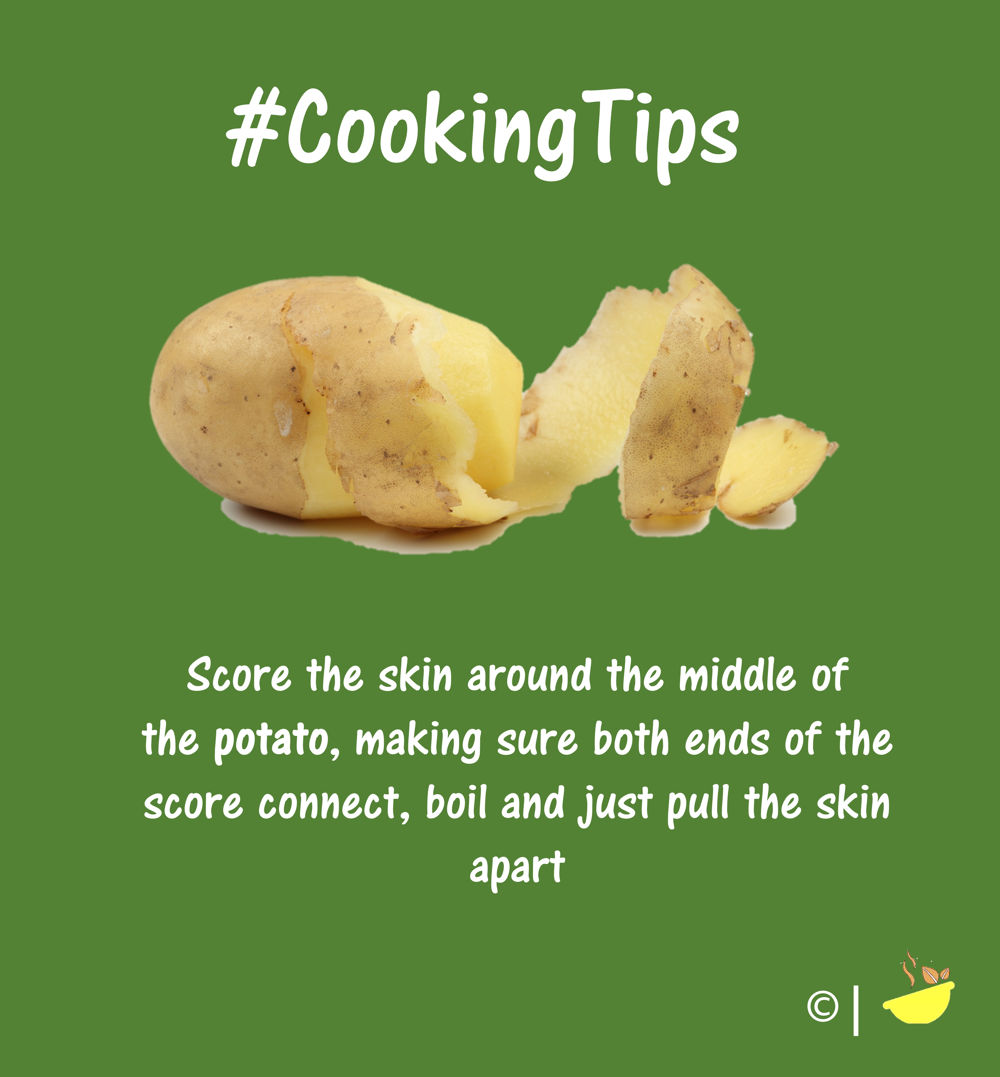 #CookingTips
Score the skin around the middle of
the potato, making sure both ends of the
score connect, boil and just pull the skin
apart
© |